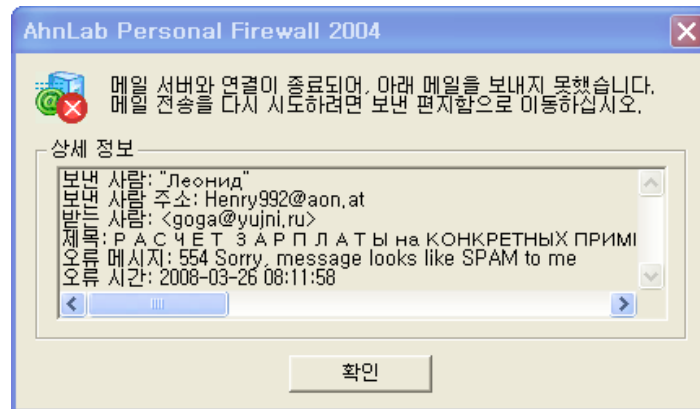 AhnLab Personal Firewall 2004
메일 서버와 연결이 종료되어, 아래 메일을 보내지 못했습니다.
메일 전송을 다시 시도하려면 보낸 편지함으로 이동하십시오.
상세 정보
보낸 사람: "Леонид"
보낸 사람 주소: Henry992@aon.at
받는 사람: <goga@yujni.ru>
제목: Р А С Ч Е Т З А Р П Л А Т Ы на КОНКРЕТНЫХ ПРИМ
오류 메시지: 554 Sorry, message looks like SPAM to me
오류 시간: 2008-03-26 08:11:58
확인